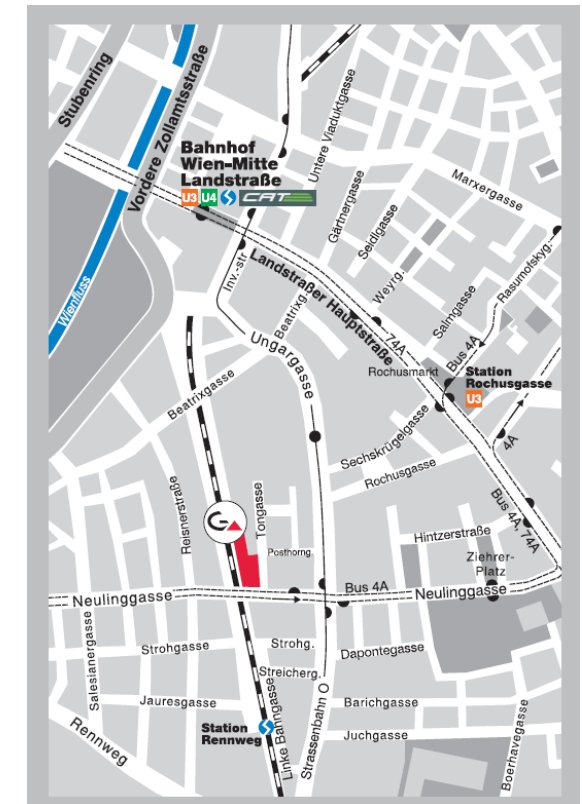 Stubenring
Vordere Zollamtsstraße
Wienfluss
Bahnhof
Wien-Mitte
Landstraße
U3 U4 S CAT
Untere Viaduktgasse
Marxergasse
Gärtnergasse
Seidlgasse
Rasumofskyg.
Inv.-str
Landstraßer Hauptstraße
Weyrg.
Salmgasse
Beatrixg.
Ungargasse
74A
Bus 4A
Rochusmarkt
Station
Rochusgasse
U3
Beatrixgasse
Sechskrügelgasse
4A
Rochusgasse
Reisnerstraße
Tongasse
G
Bus 4A, 74A
Hintzerstraße
Posthorng.
Ziehrer-
Platz
Neulinggasse
Bus 4A
Neulinggasse
Salesianergasse
Strohgasse
Strohg.
Dapontegasse
Streicherg.
Jauresgasse
Linke Bahngasse
Strassenbahn O
Barichgasse
Boerhavegasse
Rennweg
Station
Rennweg
S
Juchgasse